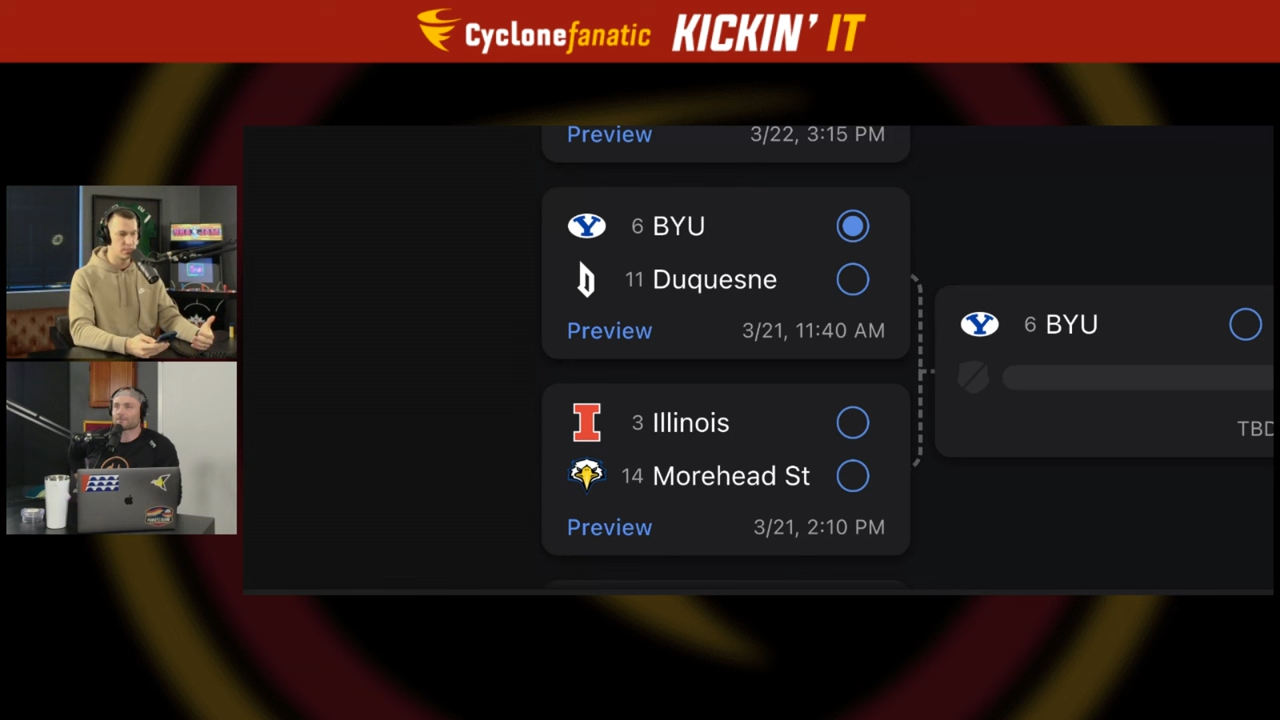 Cyclonefanatic KICKIN' IT
Preview 3/22, 3:15 PM
6 BYU
11 Duquesne
Preview 3/21, 11:40 AM
6 BYU
TBD
3 Illinois
14 Morehead St
Preview 3/21, 2:10 PM